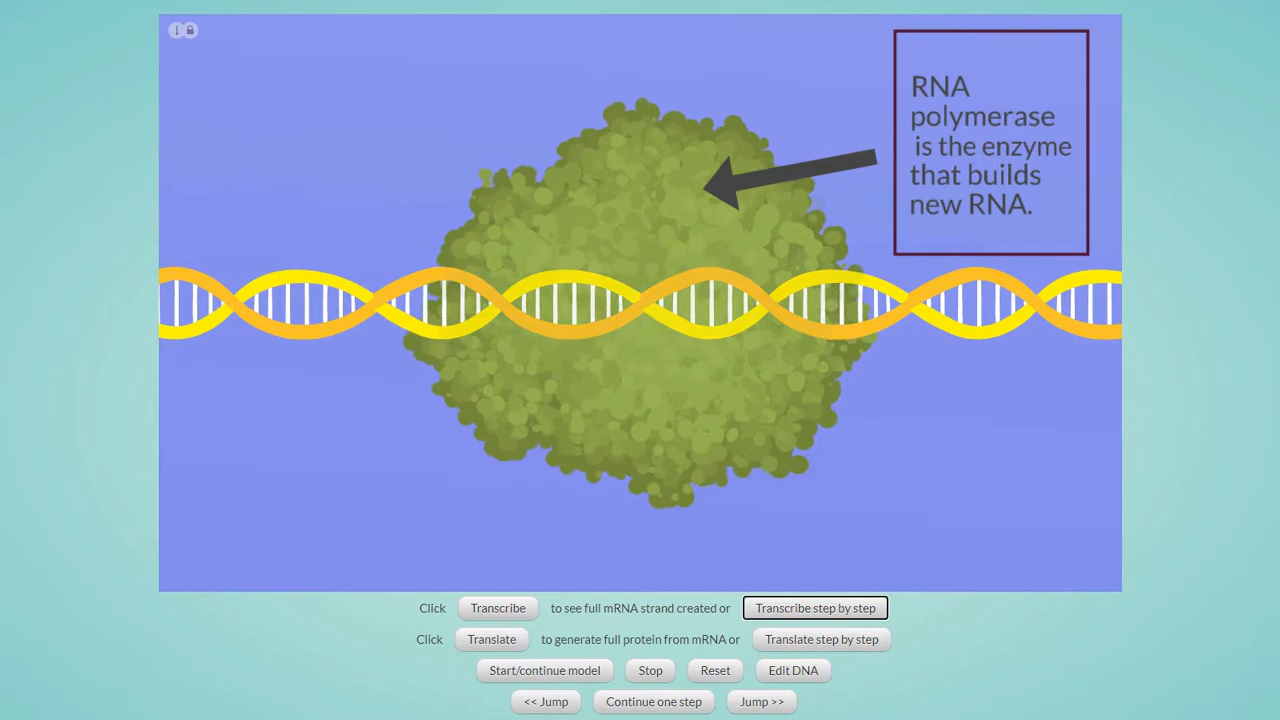 RNA
polymerase
is the enzyme
that builds
new RNA.
Click Transcribe to see full mRNA strand created or Transcribe step by step
Click Translate to generate full protein from mRNA or Translate step by step
Start/continue model Stop Reset Edit DNA
<< Jump Continue one step Jump >>